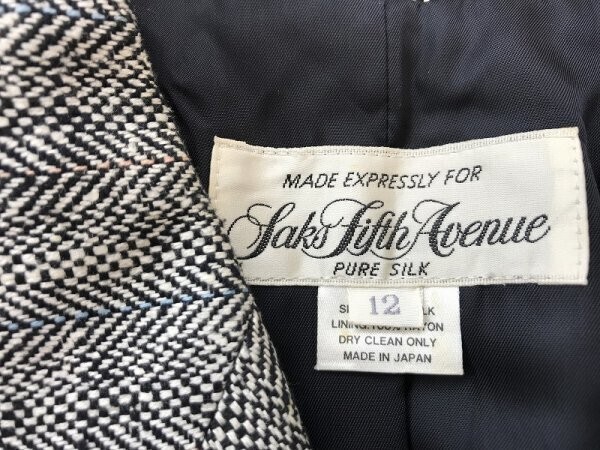 MADE EXPRESSLY FOR
Saks Fifth Avenue
PURE SILK
12
LINING:100% RAYON
DRY CLEAN ONLY
MADE IN JAPAN